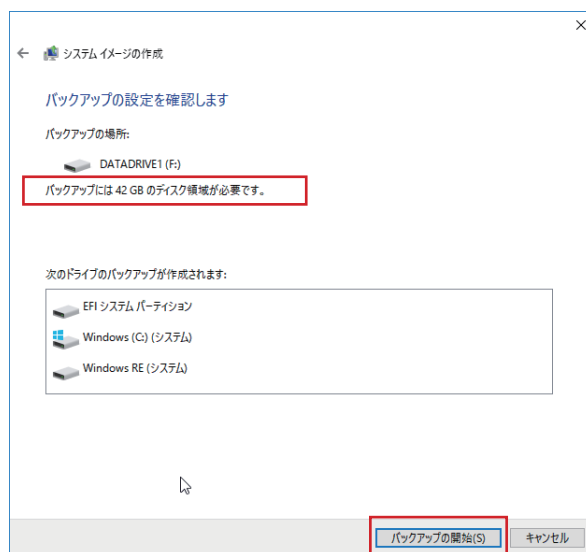 システム イメージの作成
バックアップの設定を確認します
バックアップの場所:
DATADRIVE1 (F:)
バックアップには 42 GB のディスク領域が必要です。
次のドライブのバックアップが作成されます:
EFI システム パーティション
Windows (C:) (システム)
Windows RE (システム)
バックアップの開始(S)
キャンセル